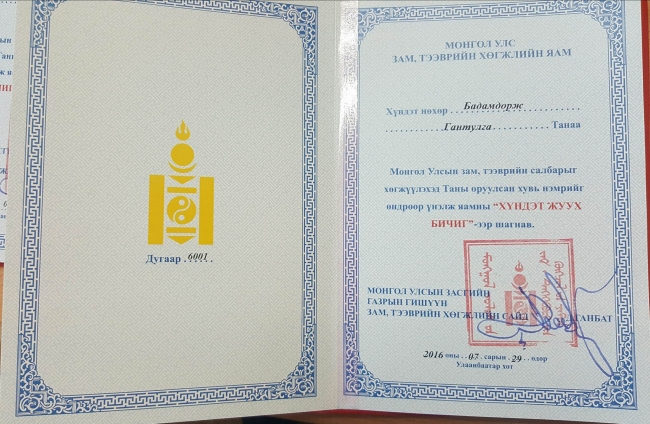 Дугаар .6001.....
МОНГОЛ УЛС
ЗАМ, ТЭЭВРИЙН ХӨГЖЛИЙН ЯАМ
Хүндэт нөхөр ..Бадамдорж..........
............Гантулга........... Танаа
Монгол Улсын зам, тээврийн салбарыг
хөгжүүлэхэд Таны оруулсан хувь нэмрийг
өндрөөр үнэлж яамны “ХҮНДЭТ ЖУУХ
БИЧИГ”-ээр шагнав.
МОНГОЛ УЛСЫН ЗАСГИЙН
ГАЗРЫН ГИШҮҮН
ЗАМ, ТЭЭВРИЙН ХӨГЖЛИЙН САЙД ГАНБАТ
2016 оны ..07. сарын .29. . өдөр
Улаанбаатар хот